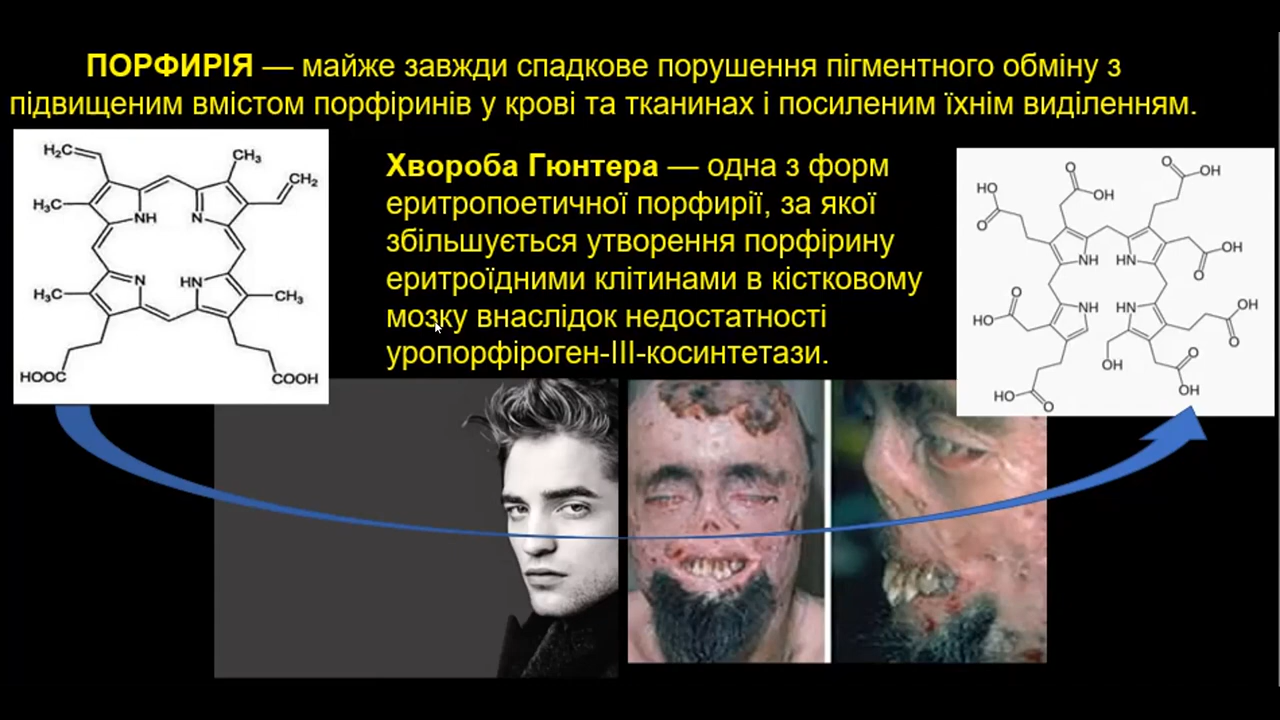 ПОРФИРІЯ — майже завжди спадкове порушення пігментного обміну з
підвищеним вмістом порфіринів у крові та тканинах і посиленим їхнім виділенням.
Хвороба Гюнтера — одна з форм
еритропоетичної порфирії, за якої
збільшується утворення порфірину
еритроїдними клітинами в кістковому
мозку внаслідок недостатності
уропорфіроген-III-косинтетази.
H₂C
CH₃
CH₂
H₃C
NH
N
N
HN
H₃C
CH₃
HOOC
COOH
O
O
OH
HO
OH
O
O
OH
NH
HN
O
O
NH
HN
OH
HO
O
OH
O
HO
O
OH